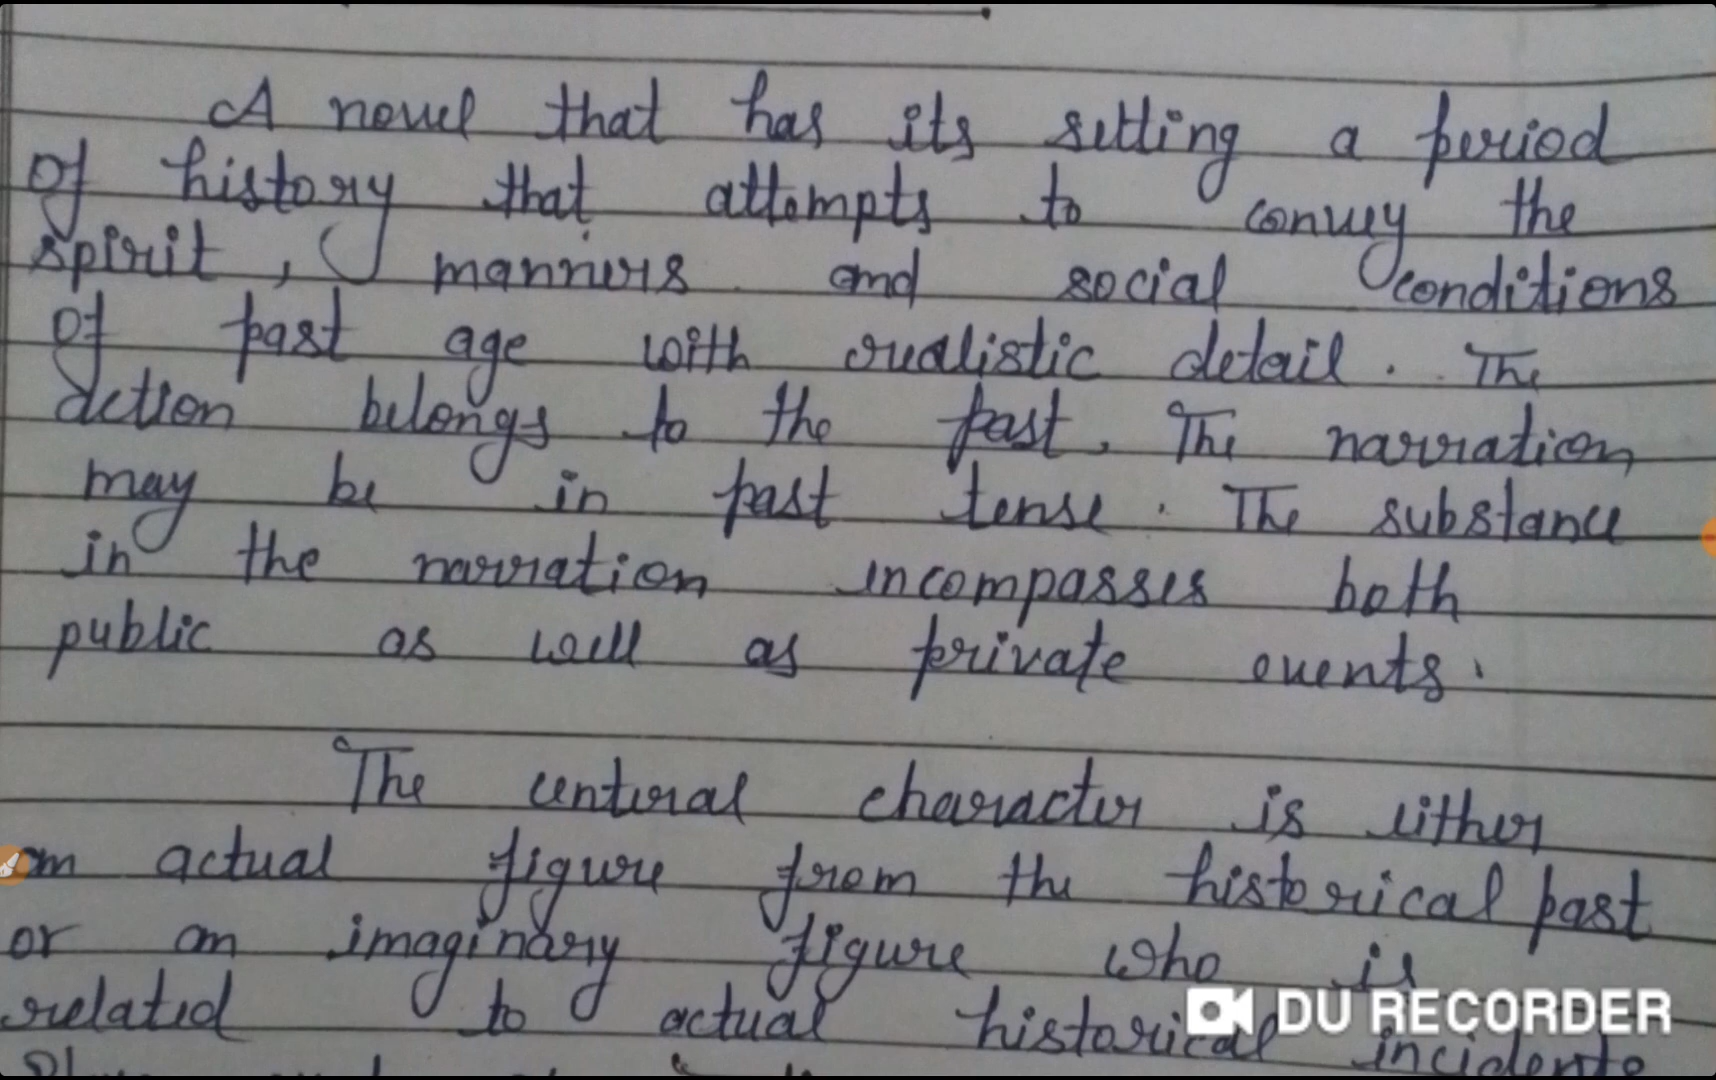 A novel that has its setting a period
of history that attempts to convey the
spirit, manners and social conditions
of past age with realistic detail. The
action belongs to the past. The narration
may be in past tense. The substance
in the narration incompasses both
public as well as private events.
The central character is either
an actual figure from the historical past
or an imaginary figure who is
related to actual historical incidents
DU RECORDER